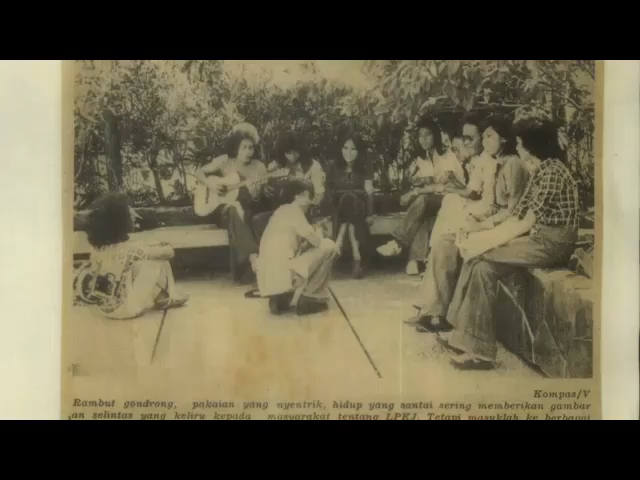 Kompas/V
Rambut gondrong, pakaian yang nyentrik, hidup yang santai sering memberikan gambar
an selintas yang keliru kepada masyarakat tentang LPKJ. Tetapi masuklah ke berbagai